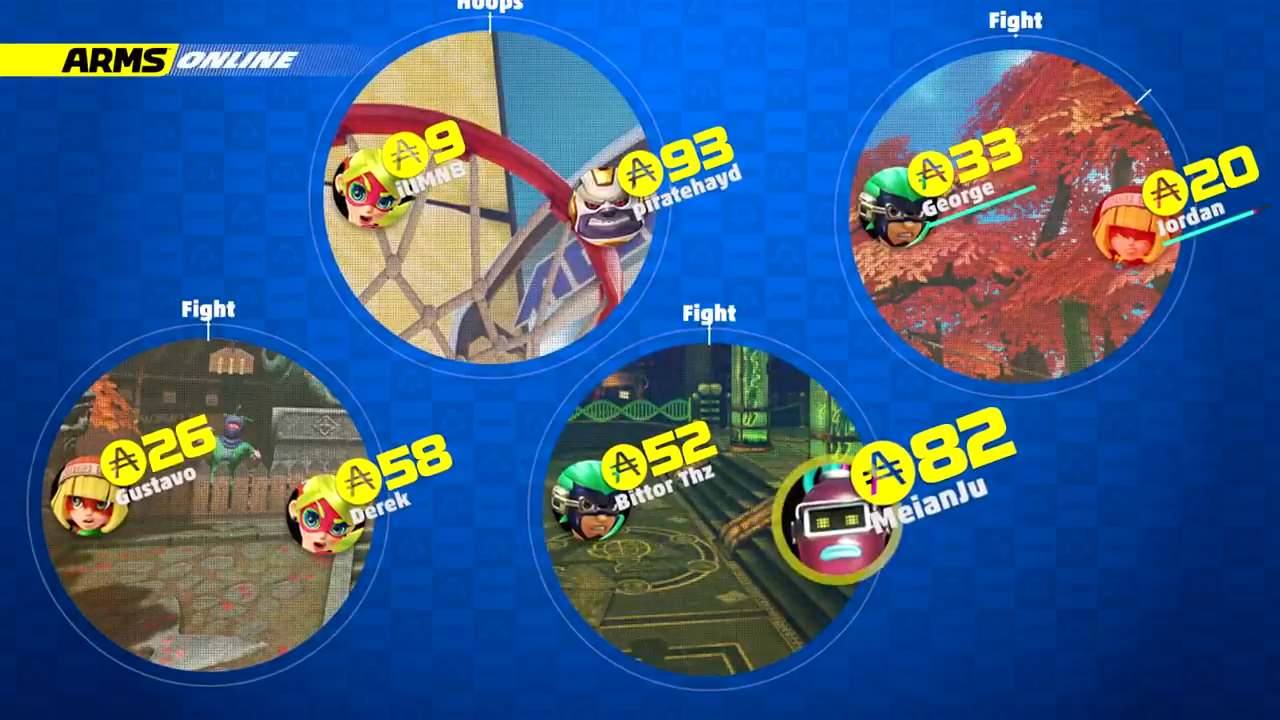 ARMS ONLINE
Hoops
9
93
piratehayd
Fight
33
George
20
Jordan
Fight
26
Gustavo
58
Derek
Fight
52
Bittor Thz
82
MeianJu